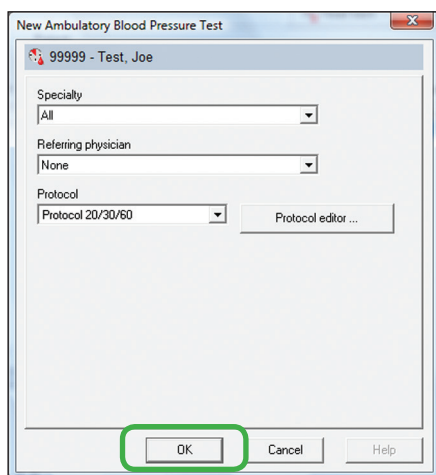 New Ambulatory Blood Pressure Test
99999 - Test, Joe
Specialty
All
Referring physician
None
Protocol
Protocol 20/30/60
Protocol editor ...
OK Cancel Help